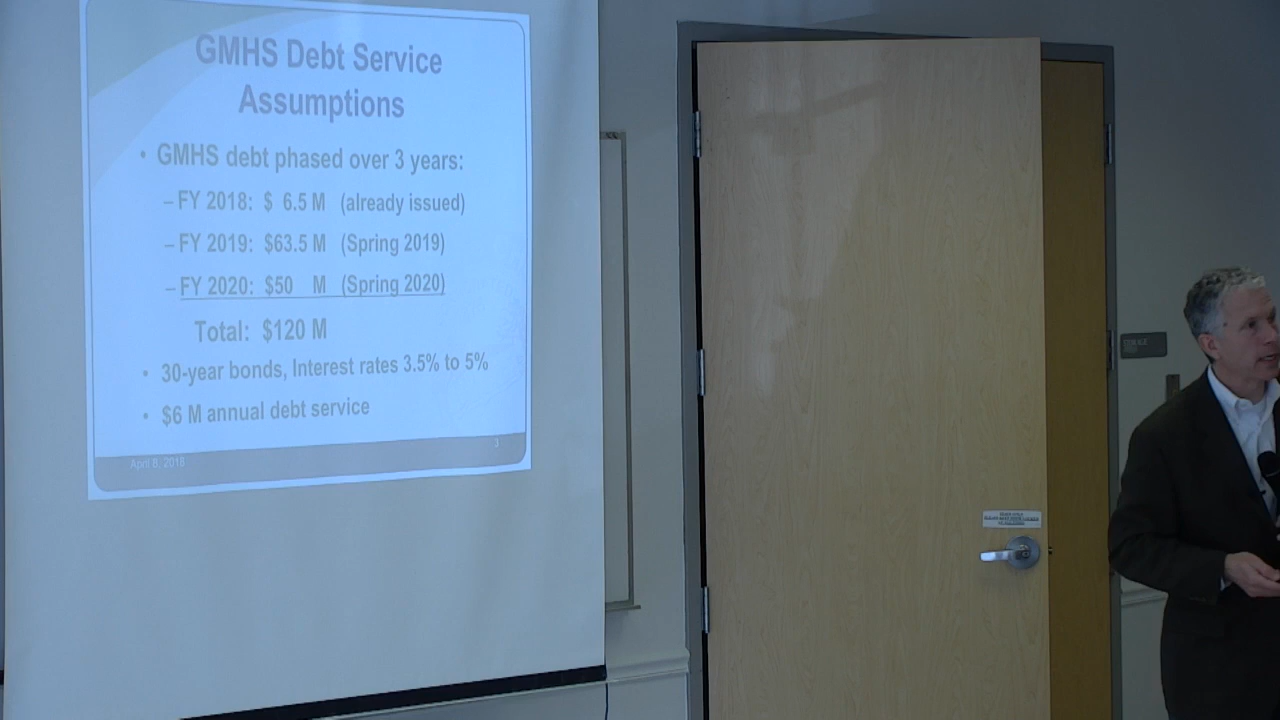 GMHS Debt Service
Assumptions
• GMHS debt phased over 3 years:
– FY 2018: $ 6.5 M (already issued)
– FY 2019: $63.5 M (Spring 2019)
– FY 2020: $50 M (Spring 2020)
Total: $120 M
• 30-year bonds, Interest rates 3.5% to 5%
• $6 M annual debt service
April 8, 2018
3